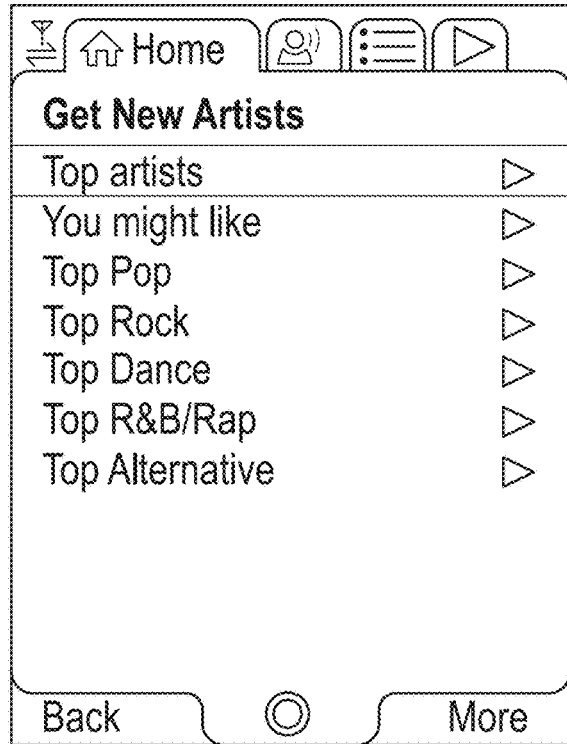 Home
Get New Artists
Top artists
You might like
Top Pop
Top Rock
Top Dance
Top R&B/Rap
Top Alternative
Back More